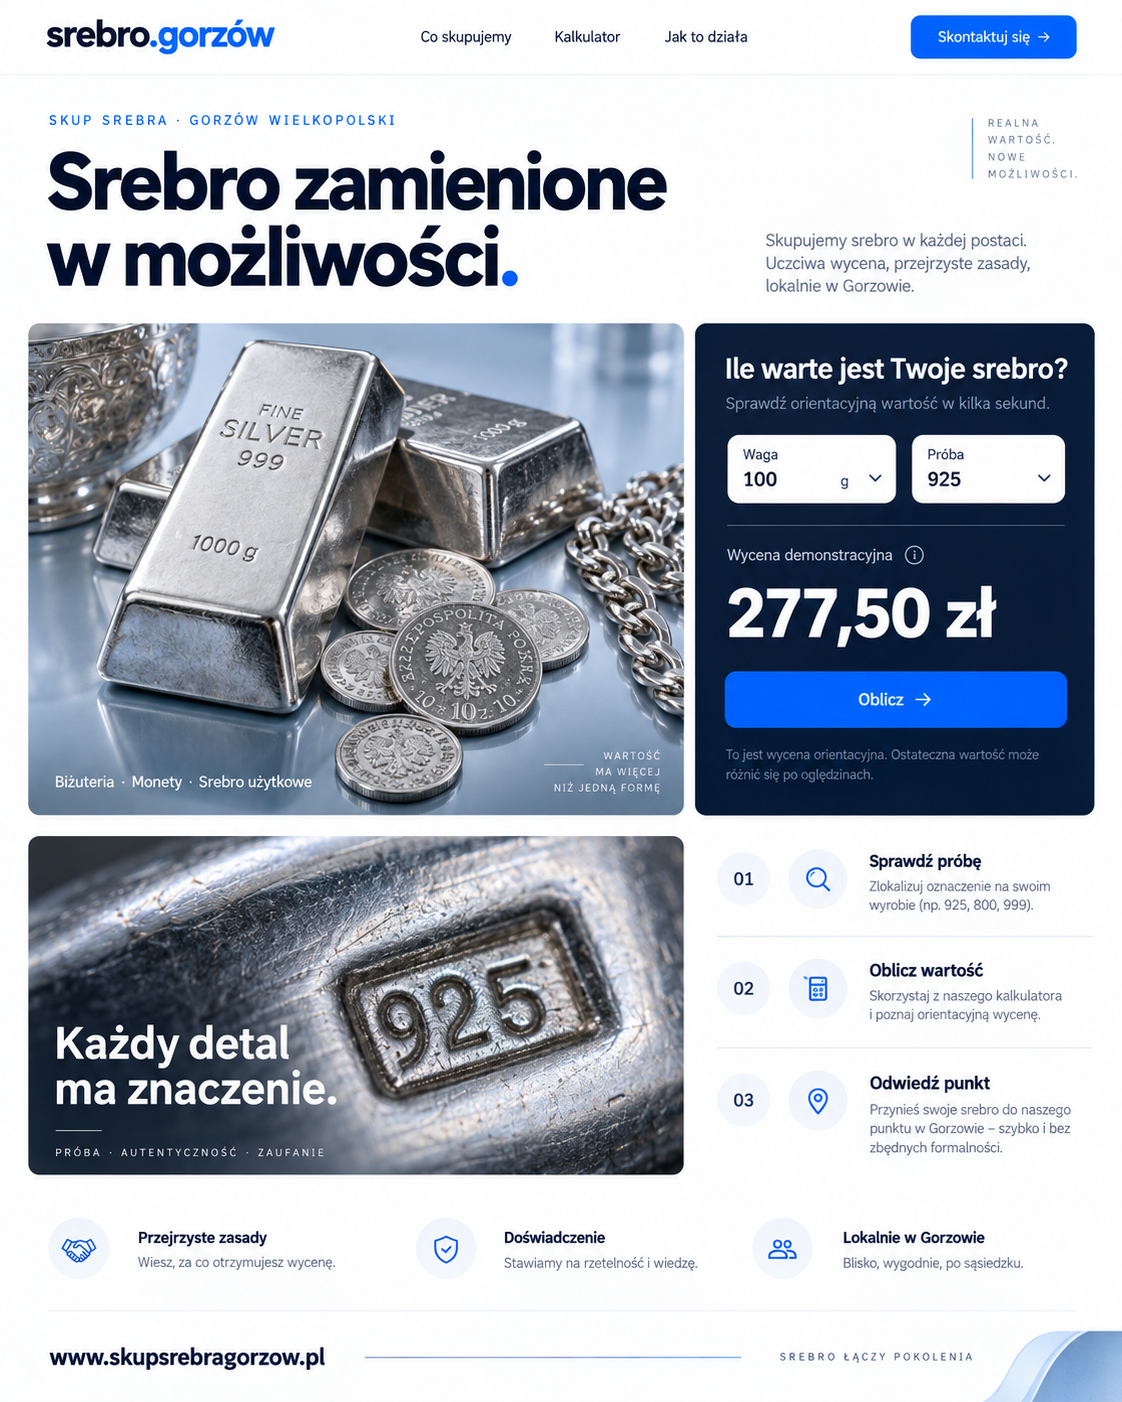 srebro.gorzów
Co skupujemy
Kalkulator
Jak to działa
Skontaktuj się →
SKUP SREBRA · GORZÓW WIELKOPOLSKI
Srebro zamienione
w możliwości.
REALNA
WARTOŚĆ.
NOWE
MOŻLIWOŚCI.
Skupujemy srebro w każdej postaci.
Uczciwa wycena, przejrzyste zasady,
lokalnie w Gorzowie.
FINE
SILVER
999
1000 g
1000 g
10 zł 10
Biżuteria · Monety · Srebro użytkowe
WARTOŚĆ
MA WIĘCEJ
NIŻ JEDNĄ FORMĘ
Ile warte jest Twoje srebro?
Sprawdź orientacyjną wartość w kilka sekund.
Waga
100 g
Próba
925
Wycena demonstracyjna
277,50 zł
Oblicz →
To jest wycena orientacyjna. Ostateczna wartość może
różnić się po oględzinach.
925
Każdy detal
ma znaczenie.
PRÓBA · AUTENTYCZNOŚĆ · ZAUFANIE
01
Sprawdź próbę
Zlokalizuj oznaczenie na swoim
wyrobie (np. 925, 800, 999).
02
Oblicz wartość
Skorzystaj z naszego kalkulatora
i poznaj orientacyjną wycenę.
03
Odwiedź punkt
Przynieś swoje srebro do naszego
punktu w Gorzowie – szybko i bez
zbędnych formalności.
Przejrzyste zasady
Wiesz, za co otrzymujesz wycenę.
Doświadczenie
Stawiamy na rzetelność i wiedzę.
Lokalnie w Gorzowie
Blisko, wygodnie, po sąsiedzku.
www.skupsrebragorzow.pl
SREBRO ŁĄCZY POKOLENIA